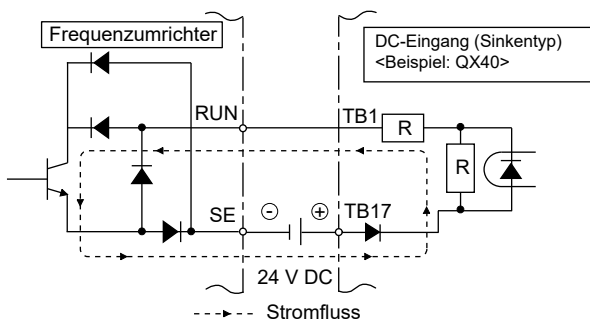 Frequenzumrichter
DC-Eingang (Sinkentyp)
<Beispiel: QX40>
RUN
TB1
R
R
SE
⊖
⊕
TB17
24 V DC
Stromfluss